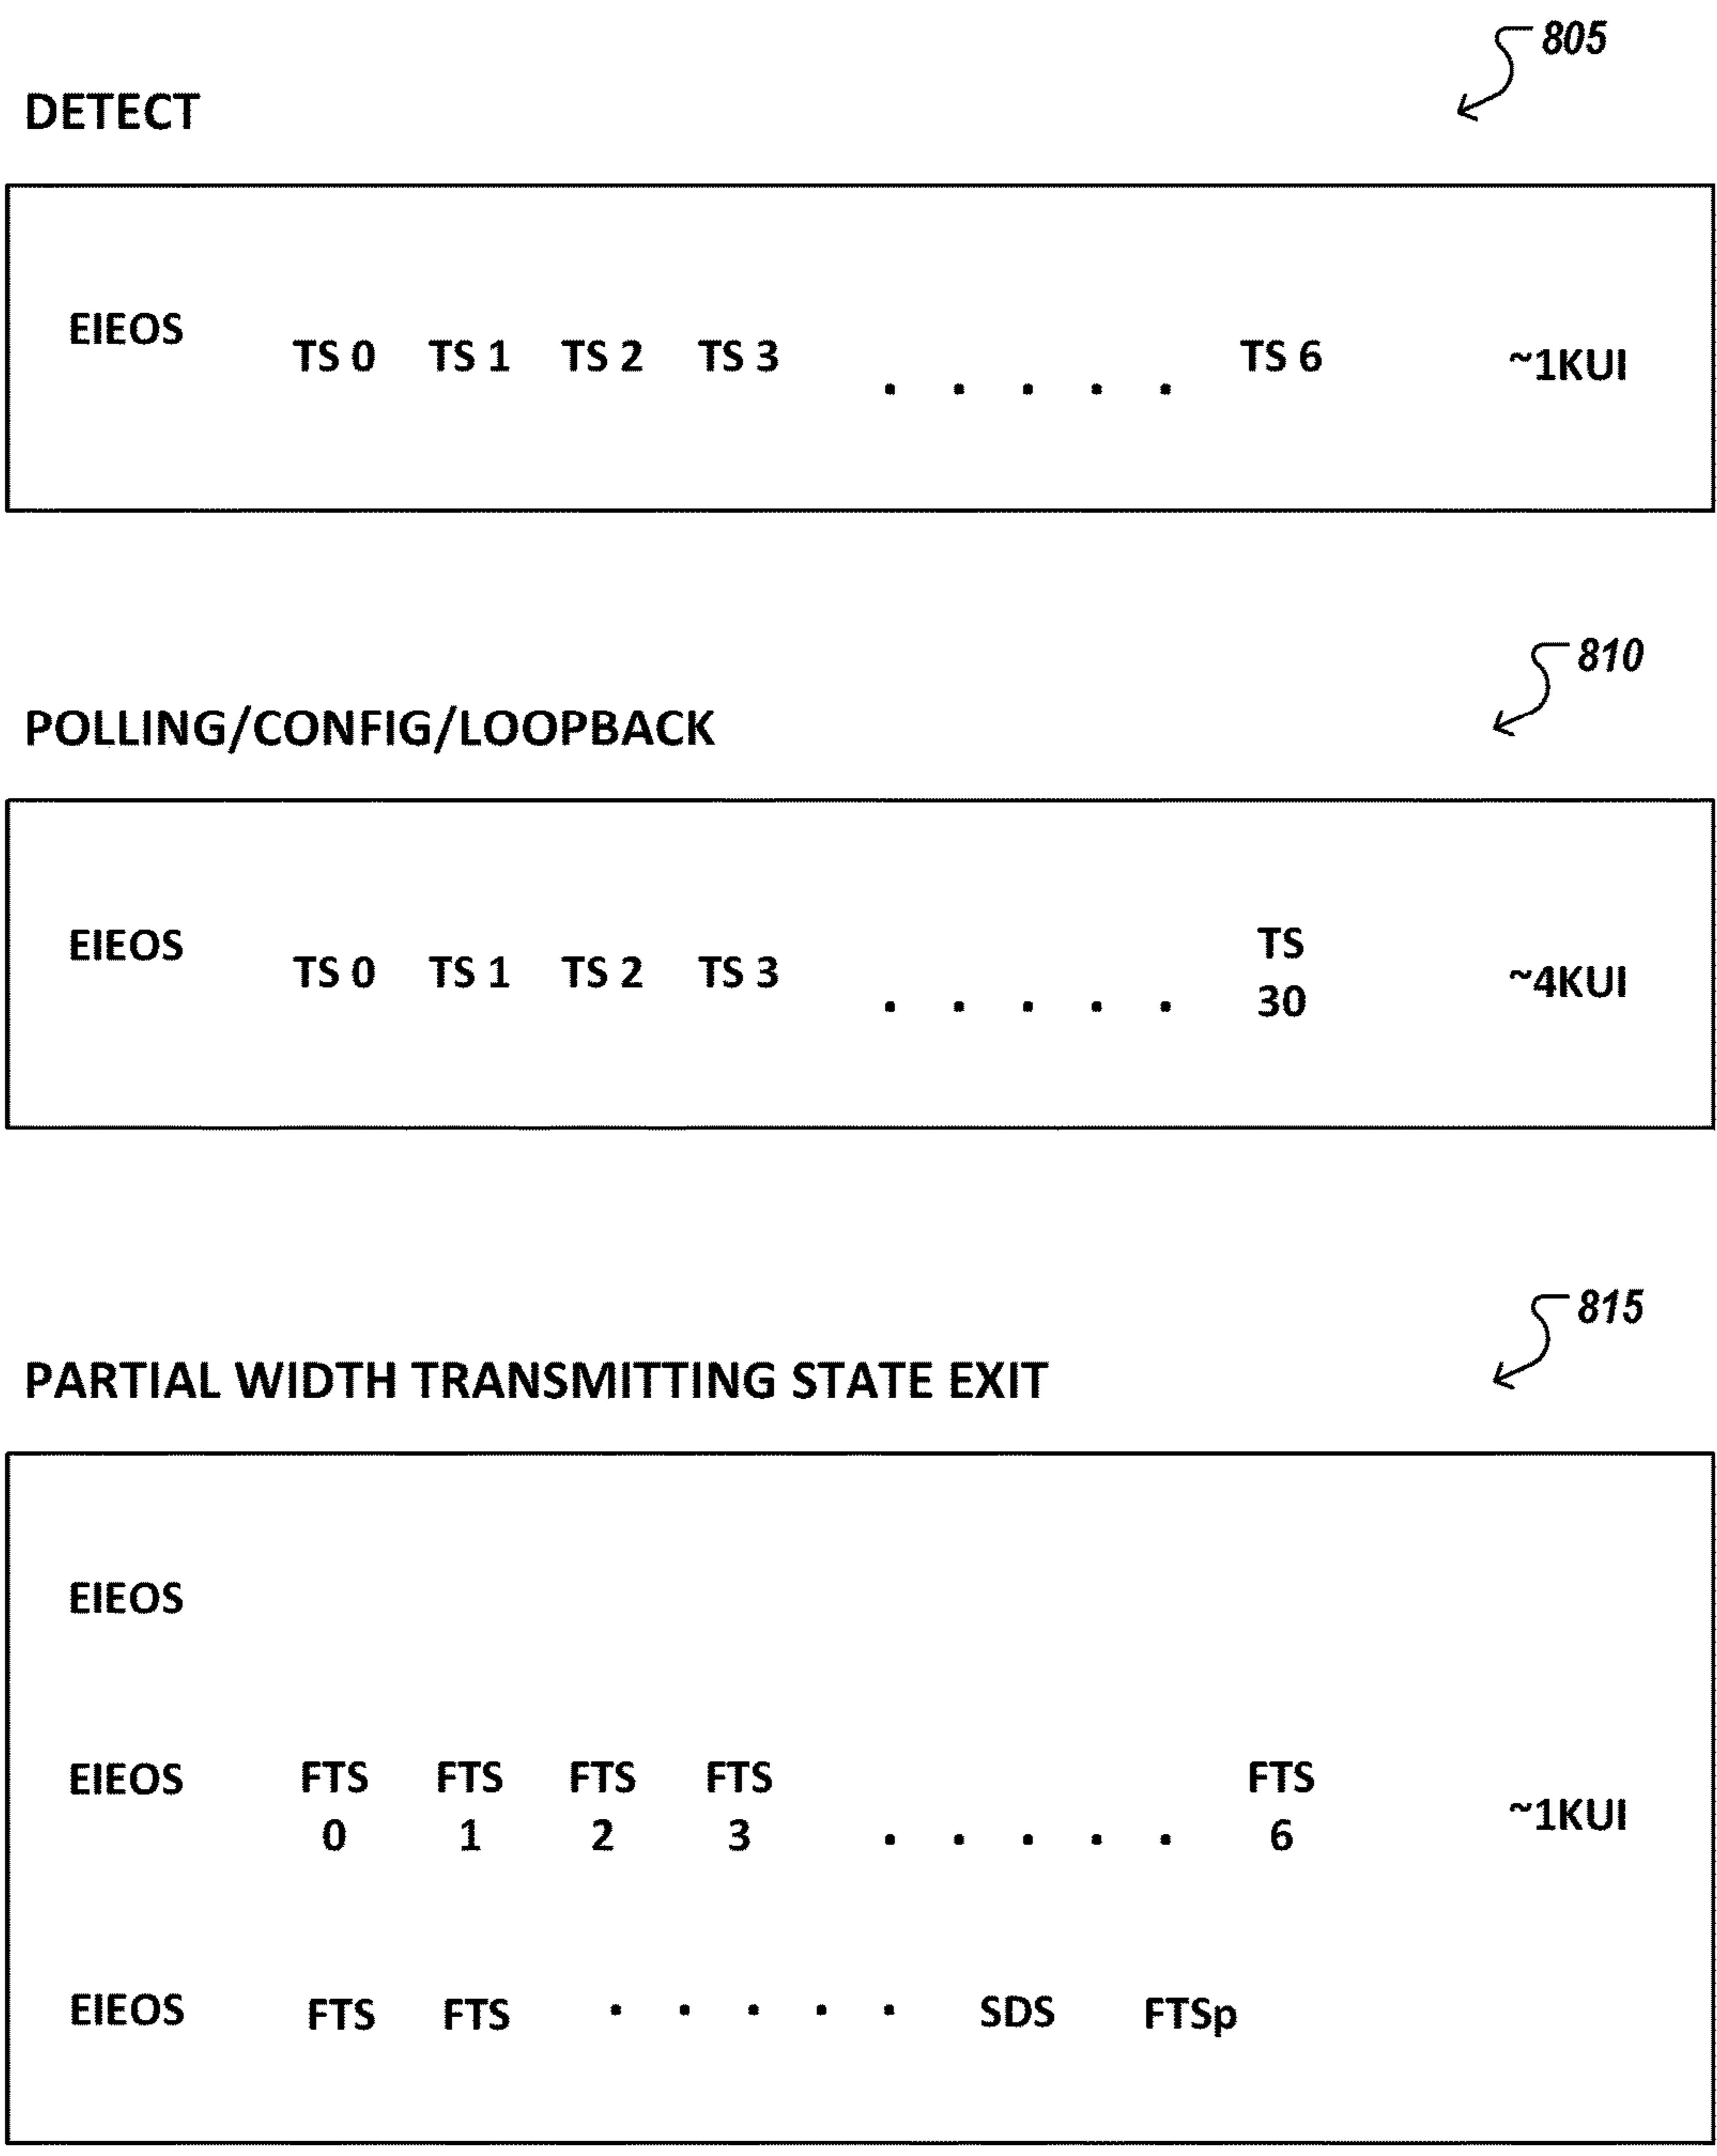 805
DETECT
EIEOS TS 0 TS 1 TS 2 TS 3 . . . . . TS 6 ~1KUI
810
POLLING/CONFIG/LOOPBACK
EIEOS TS 0 TS 1 TS 2 TS 3 . . . . . TS 30 ~4KUI
815
PARTIAL WIDTH TRANSMITTING STATE EXIT
EIEOS
EIEOS FTS 0 FTS 1 FTS 2 FTS 3 . . . . . FTS 6 ~1KUI
EIEOS FTS FTS . . . . . SDS FTSp